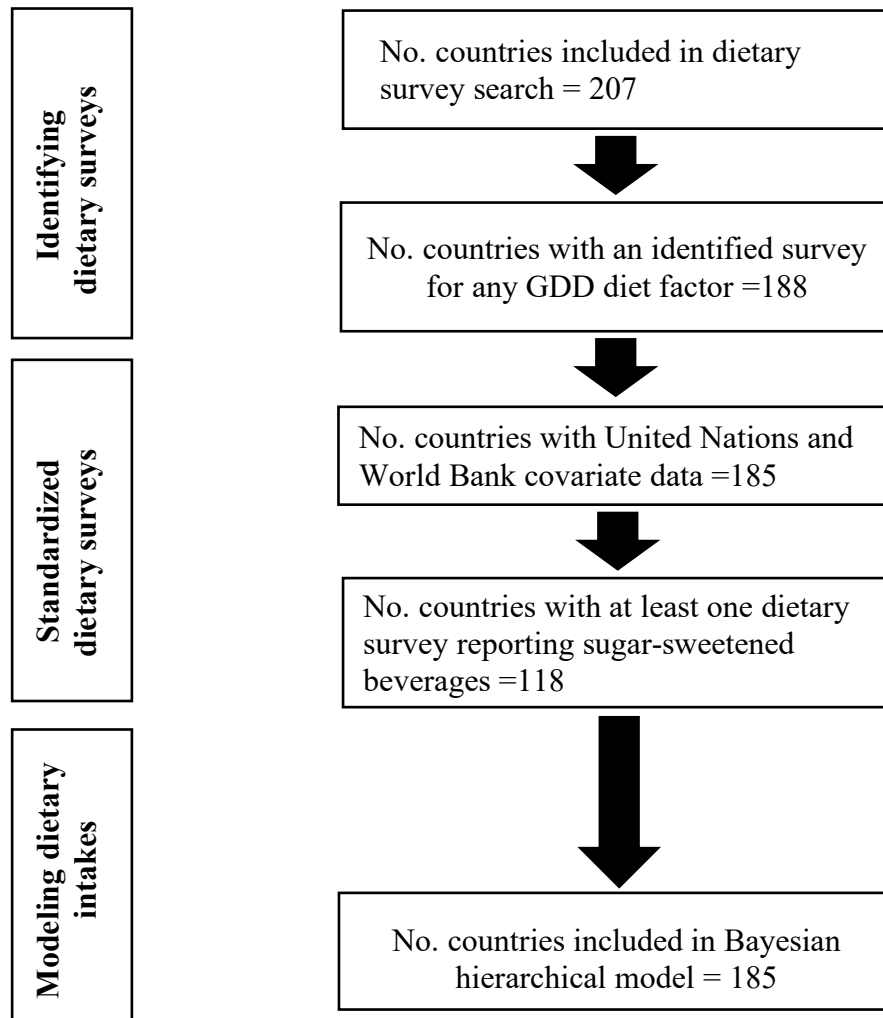 Identifying
dietary surveys
No. countries included in dietary
survey search = 207
No. countries with an identified survey
for any GDD diet factor =188
Standardized
dietary surveys
No. countries with United Nations and
World Bank covariate data =185
No. countries with at least one dietary
survey reporting sugar-sweetened
beverages =118
Modeling dietary
intakes
No. countries included in Bayesian
hierarchical model = 185